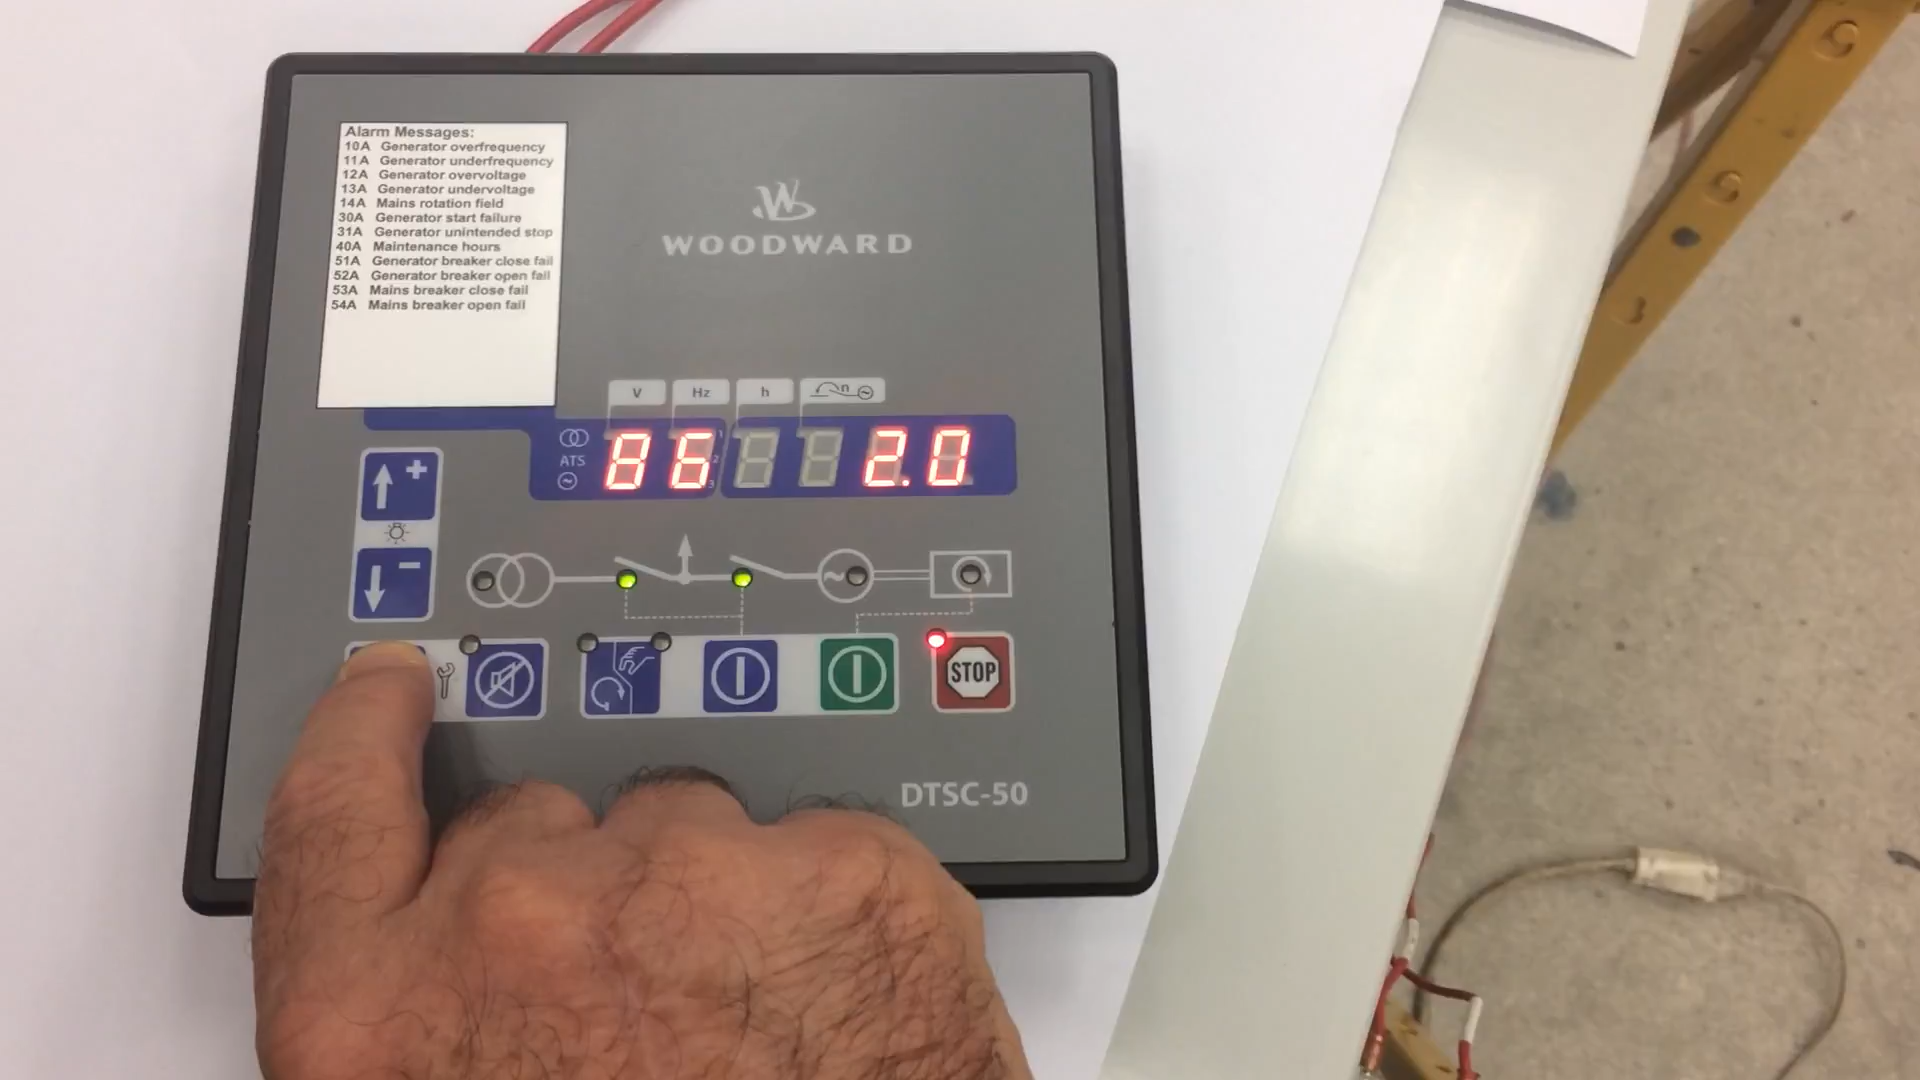 Alarm Messages:
10A Generator overfrequency
11A Generator underfrequency
12A Generator overvoltage
13A Generator undervoltage
14A Mains rotation field
30A Generator start failure
31A Generator unintended stop
40A Maintenance hours
51A Generator breaker close fail
52A Generator breaker open fail
53A Mains breaker close fail
54A Mains breaker open fail
W
WOODWARD
V Hz h n
ATS
86 2.0
1
2
3
STOP
DTSC-50